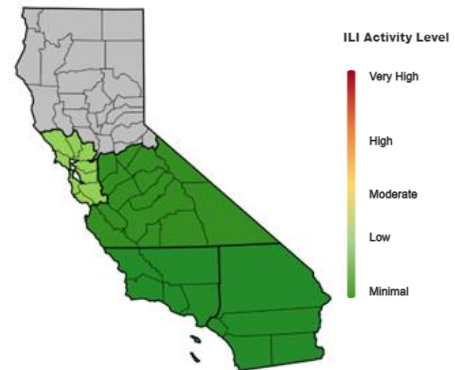 ILI Activity Level
Very High
High
Moderate
Low
Minimal